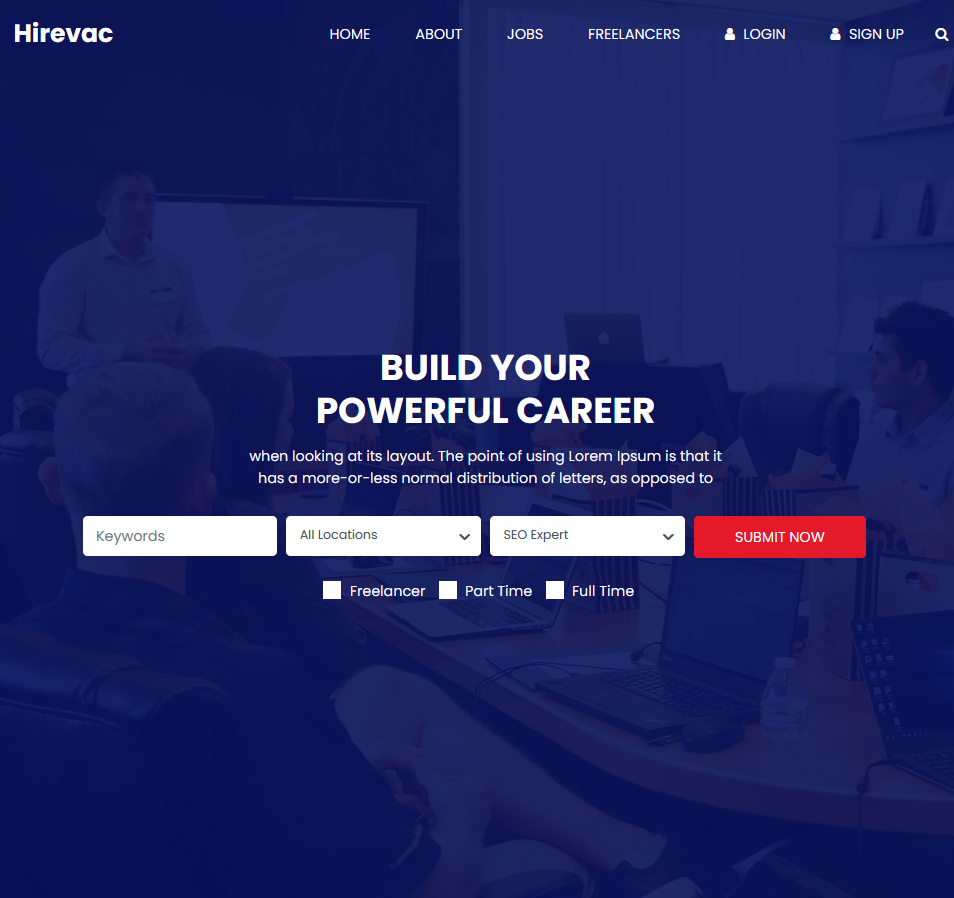 Hirevac
HOME ABOUT JOBS FREELANCERS LOGIN SIGN UP
BUILD YOUR
POWERFUL CAREER
when looking at its layout. The point of using Lorem Ipsum is that it
has a more-or-less normal distribution of letters, as opposed to
Keywords All Locations SEO Expert SUBMIT NOW
Freelancer Part Time Full Time